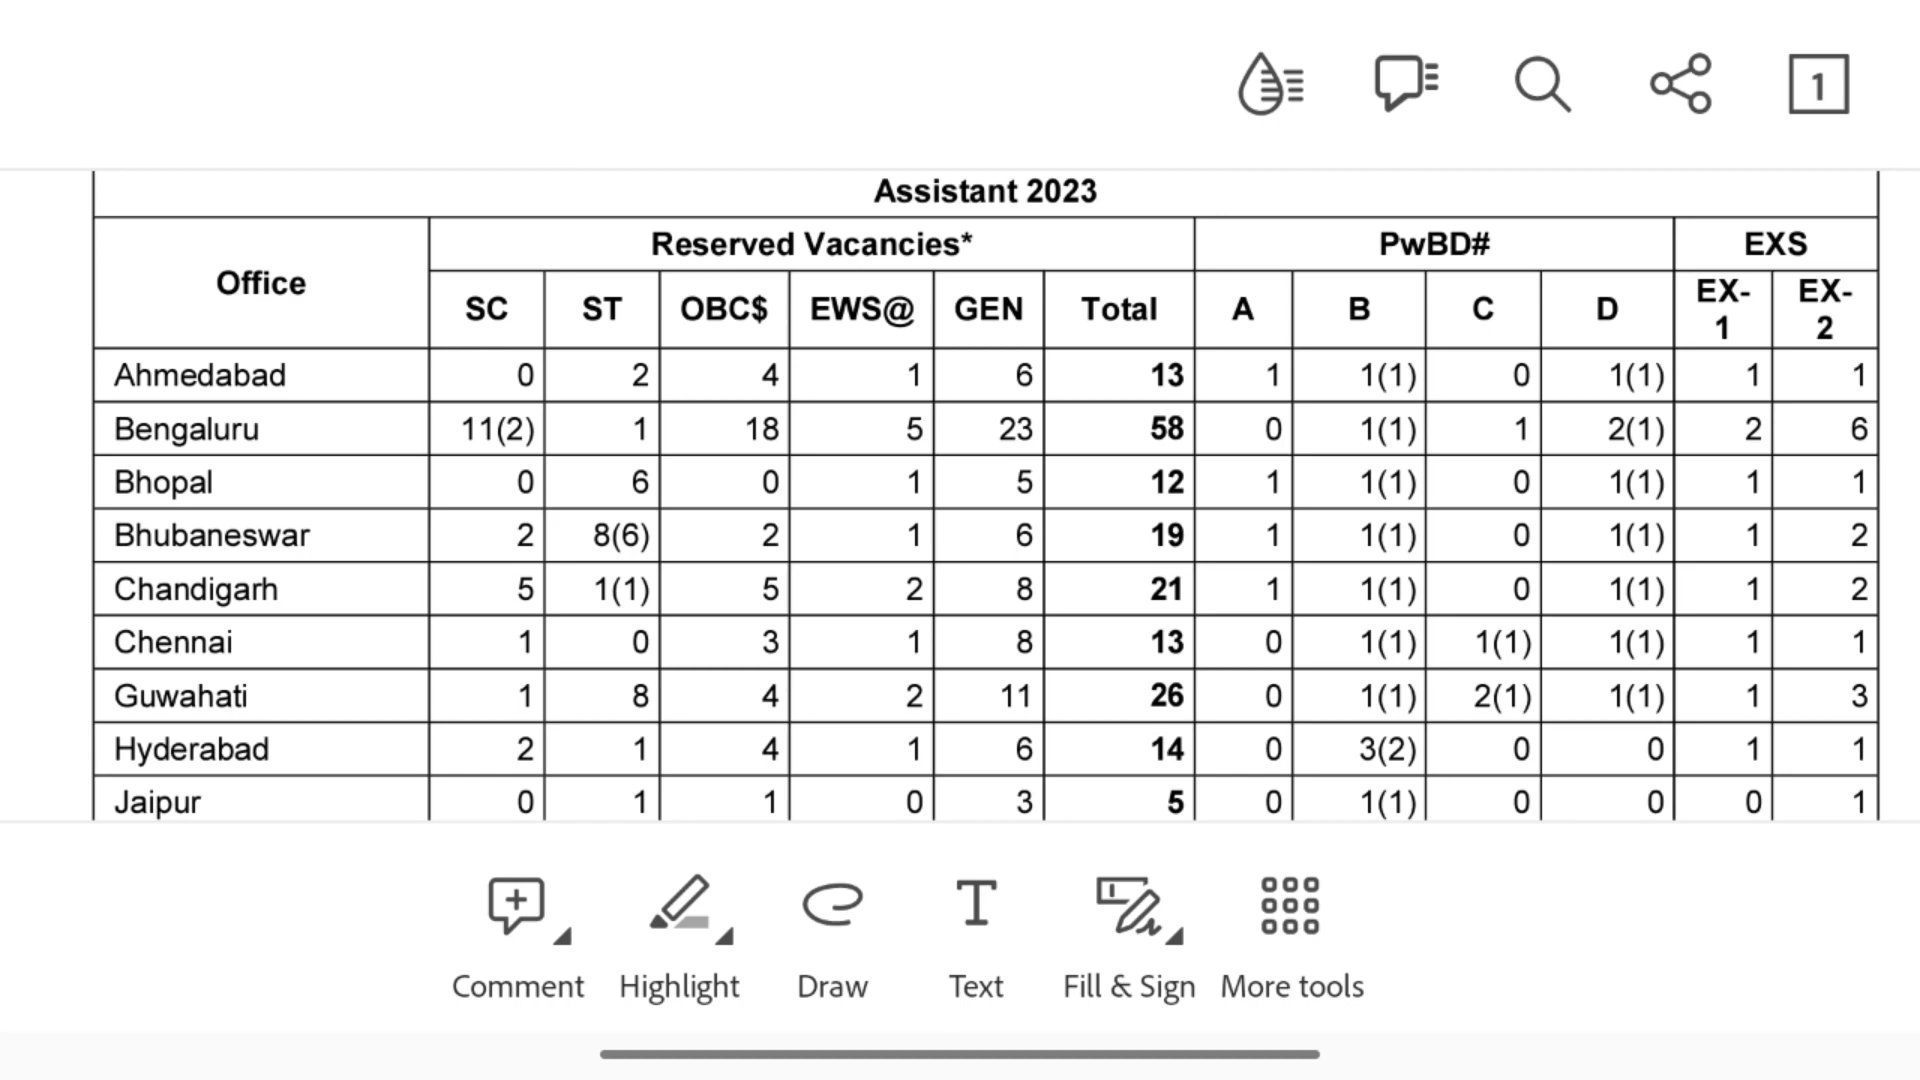 1
Assistant 2023
Office Reserved Vacancies* PwBD# EXS
SC ST OBC$ EWS@ GEN Total A B C D EX-1 EX-2
Ahmedabad 0 2 4 1 6 13 1 1(1) 0 1(1) 1 1
Bengaluru 11(2) 1 18 5 23 58 0 1(1) 1 2(1) 2 6
Bhopal 0 6 0 1 5 12 1 1(1) 0 1(1) 1 1
Bhubaneswar 2 8(6) 2 1 6 19 1 1(1) 0 1(1) 1 2
Chandigarh 5 1(1) 5 2 8 21 1 1(1) 0 1(1) 1 2
Chennai 1 0 3 1 8 13 0 1(1) 1(1) 1(1) 1 1
Guwahati 1 8 4 2 11 26 0 1(1) 2(1) 1(1) 1 3
Hyderabad 2 1 4 1 6 14 0 3(2) 0 0 1 1
Jaipur 0 1 1 0 3 5 0 1(1) 0 0 0 1
Comment Highlight Draw Text Fill & Sign More tools